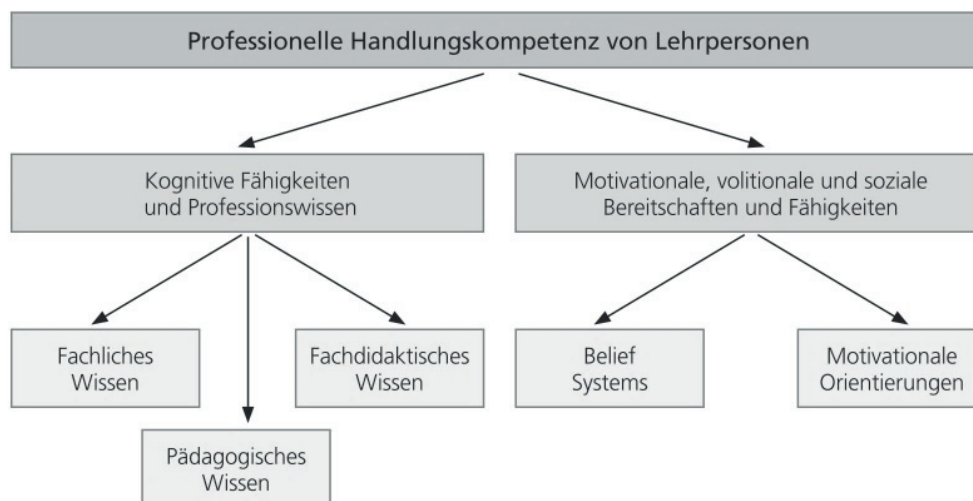 Professionelle Handlungskompetenz von Lehrpersonen
Kognitive Fähigkeiten
und Professionswissen
Motivationale, volitionale und soziale
Bereitschaften und Fähigkeiten
Fachliches
Wissen
Fachdidaktisches
Wissen
Belief
Systems
Motivationale
Orientierungen
Pädagogisches
Wissen